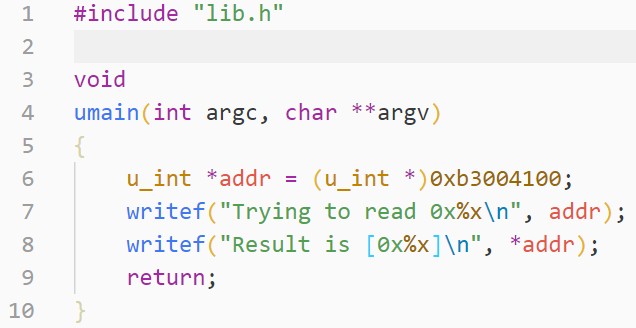 1 #include "lib.h"
2
3 void
4 umain(int argc, char **argv)
5 {
6     u_int *addr = (u_int *)0xb3004100;
7     writef("Trying to read 0x%x\n", addr);
8     writef("Result is [0x%x]\n", *addr);
9     return;
10 }